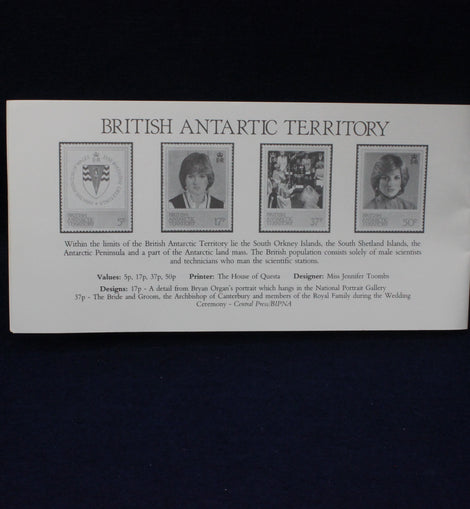 BRITISH ANTARTIC TERRITORY
5p
17p
37p
50p
Within the limits of the British Antarctic Territory lie the South Orkney Islands, the South Shetland Islands, the
Antarctic Peninsula and a part of the Antarctic land mass. The British population consists solely of male scientists
and technicians who man the scientific stations.
Values: 5p, 17p, 37p, 50p Printer: The House of Questa Designer: Miss Jennifer Toombs
Designs: 17p - A detail from Bryan Organ's portrait which hangs in the National Portrait Gallery
37p - The Bride and Groom, the Archbishop of Canterbury and members of the Royal Family during the Wedding
Ceremony - Central Press/BIPNA